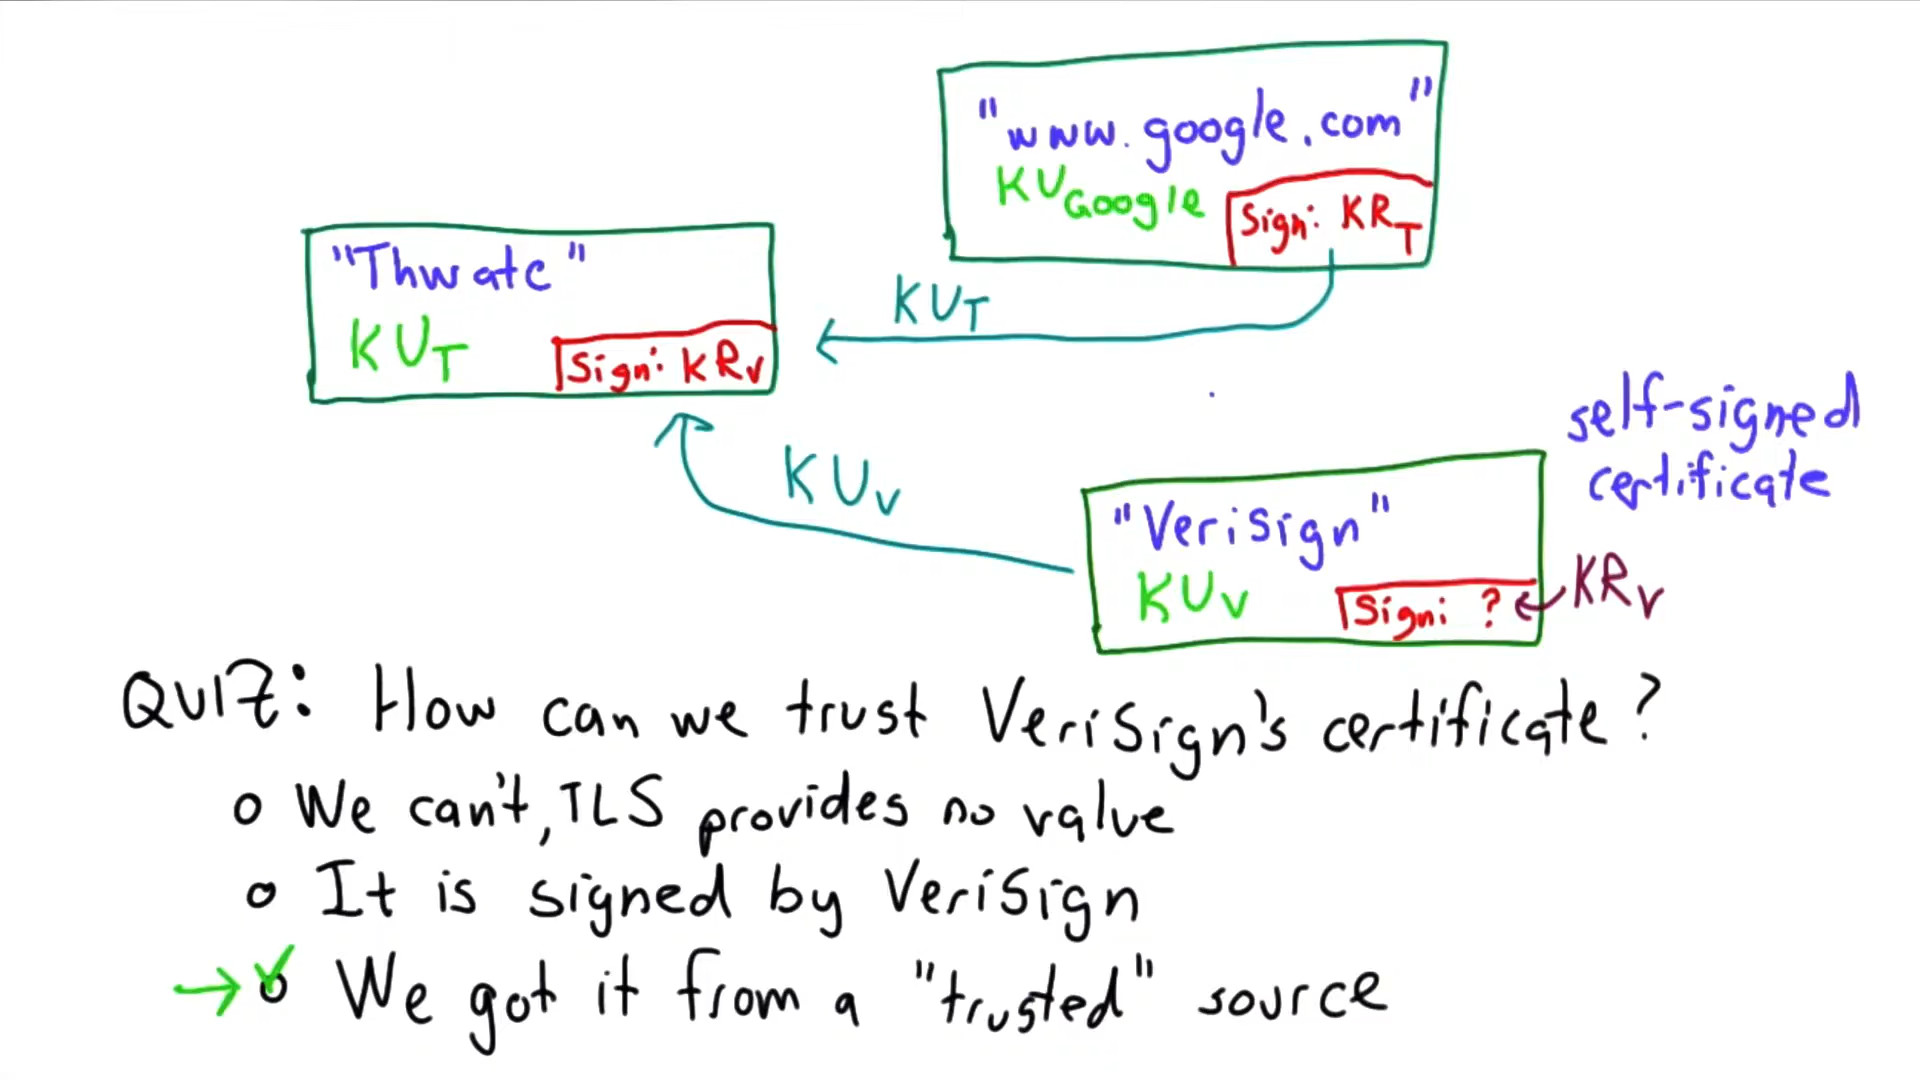 "www.google.com"
KUGoogle
Sign: KRT
"Thwate"
KUT
Sign: KRV
KUT
KUV
self-signed
certificate
"VeriSign"
KUV
Sign: ?
KRV
QUIZ: How can we trust VeriSign's certificate?
o We can't, TLS provides no value
o It is signed by VeriSign
o We got it from a "trusted" source